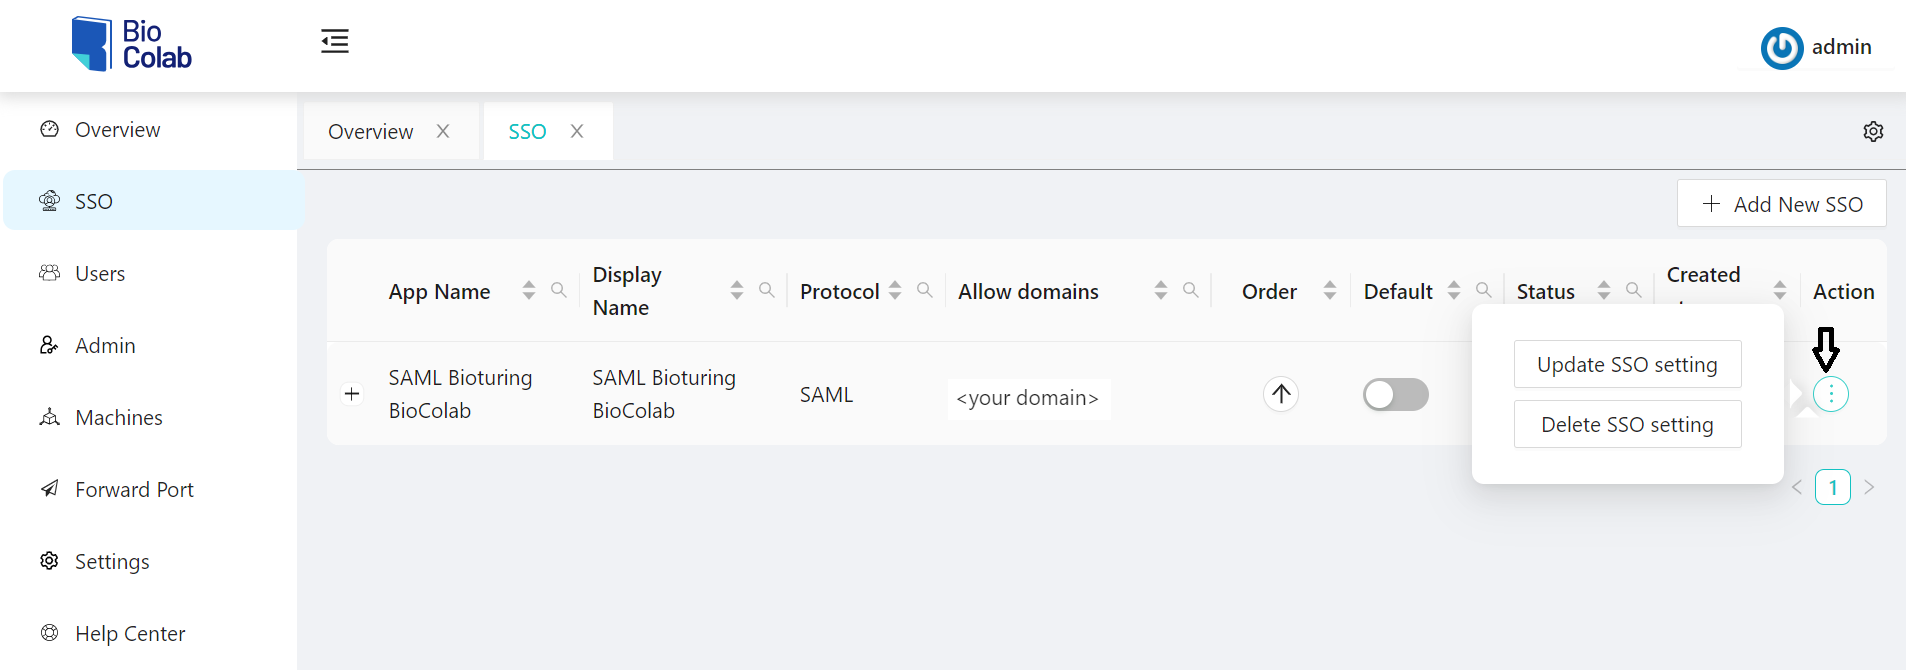 Bio
Colab
admin
Overview
SSO
Users
Admin
Machines
Forward Port
Settings
Help Center
Overview
SSO
Add New SSO
App Name
Display
Name
Protocol
Allow domains
Order
Default
Status
Created
Action
SAML Bioturing
BioColab
SAML Bioturing
BioColab
SAML
<your domain>
Update SSO setting
Delete SSO setting
1